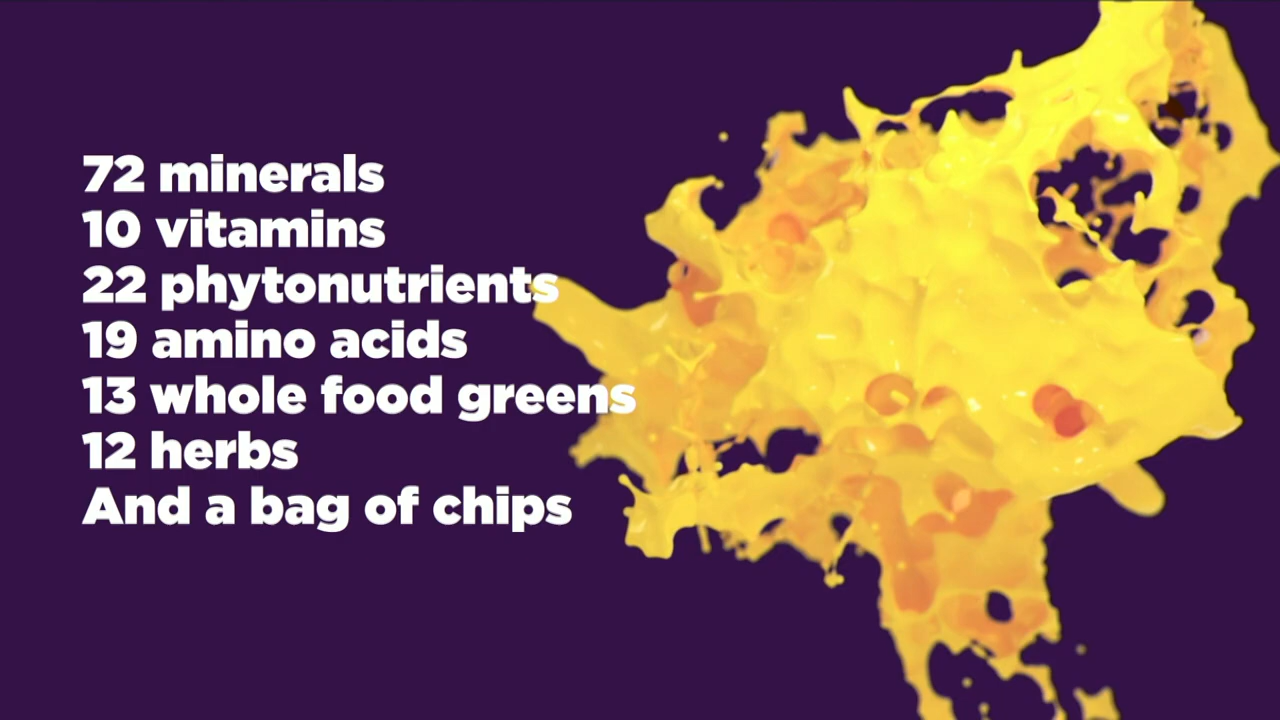 72 minerals
10 vitamins
22 phytonutrients
19 amino acids
13 whole food greens
12 herbs
And a bag of chips